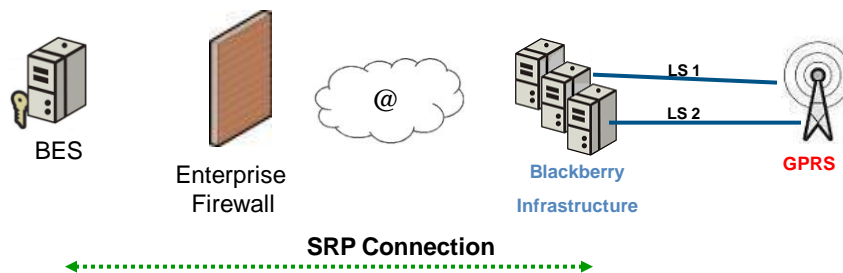 LS 1
@
LS 2
BES
Enterprise
Firewall
Blackberry
Infrastructure
GPRS
SRP Connection